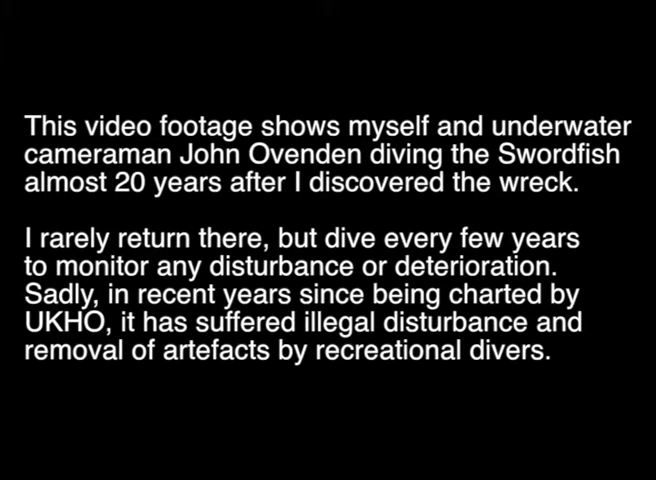 This video footage shows myself and underwater
cameraman John Ovenden diving the Swordfish
almost 20 years after I discovered the wreck.
I rarely return there, but dive every few years
to monitor any disturbance or deterioration.
Sadly, in recent years since being charted by
UKHO, it has suffered illegal disturbance and
removal of artefacts by recreational divers.